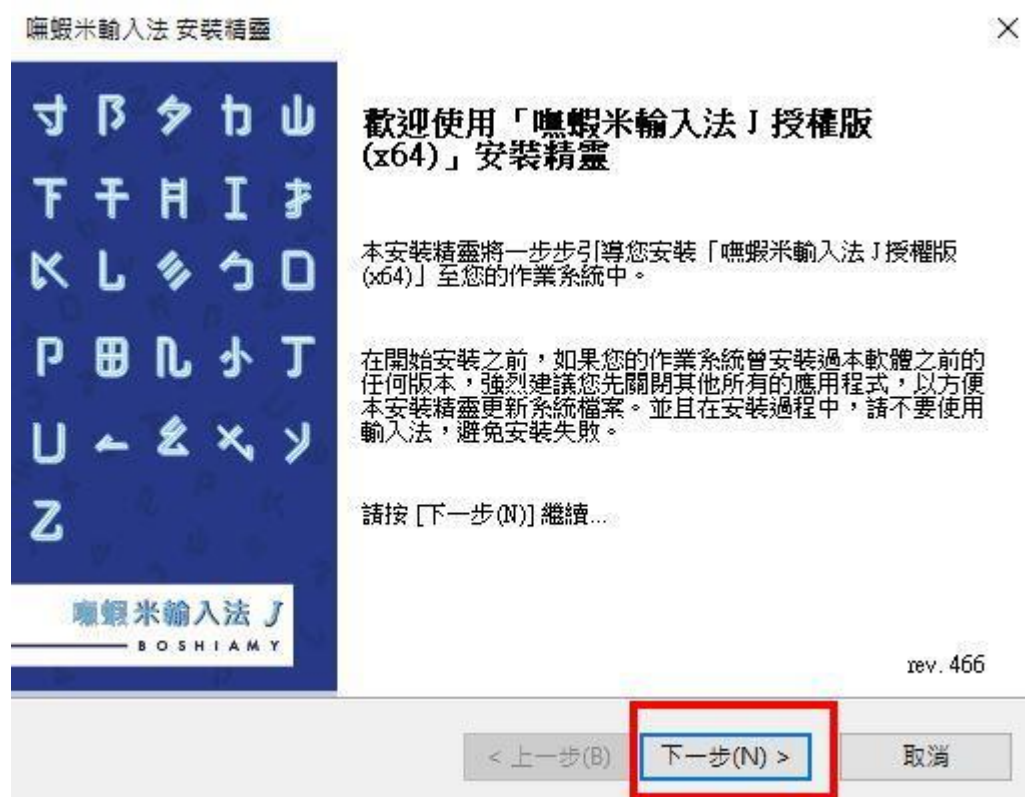 嘸蝦米輸入法 安裝精靈
歡迎使用「嘸蝦米輸入法 J 授權版
(x64)」安裝精靈
本安裝精靈將一步步引導您安裝「嘸蝦米輸入法 J 授權版
(x64)」至您的作業系統中。
在開始安裝之前，如果您的作業系統曾安裝過本軟體之前的
任何版本，強烈建議您先關閉其他所有的應用程式，以方便
本安裝精靈更新系統檔案。並且在安裝過程中，請不要使用
輸入法，避免安裝失敗。
請按 [下一步(N)] 繼續...
嘸蝦米輸入法 J
BOSHIAMY
rev. 466
< 上一步(B)
下一步(N) >
取消